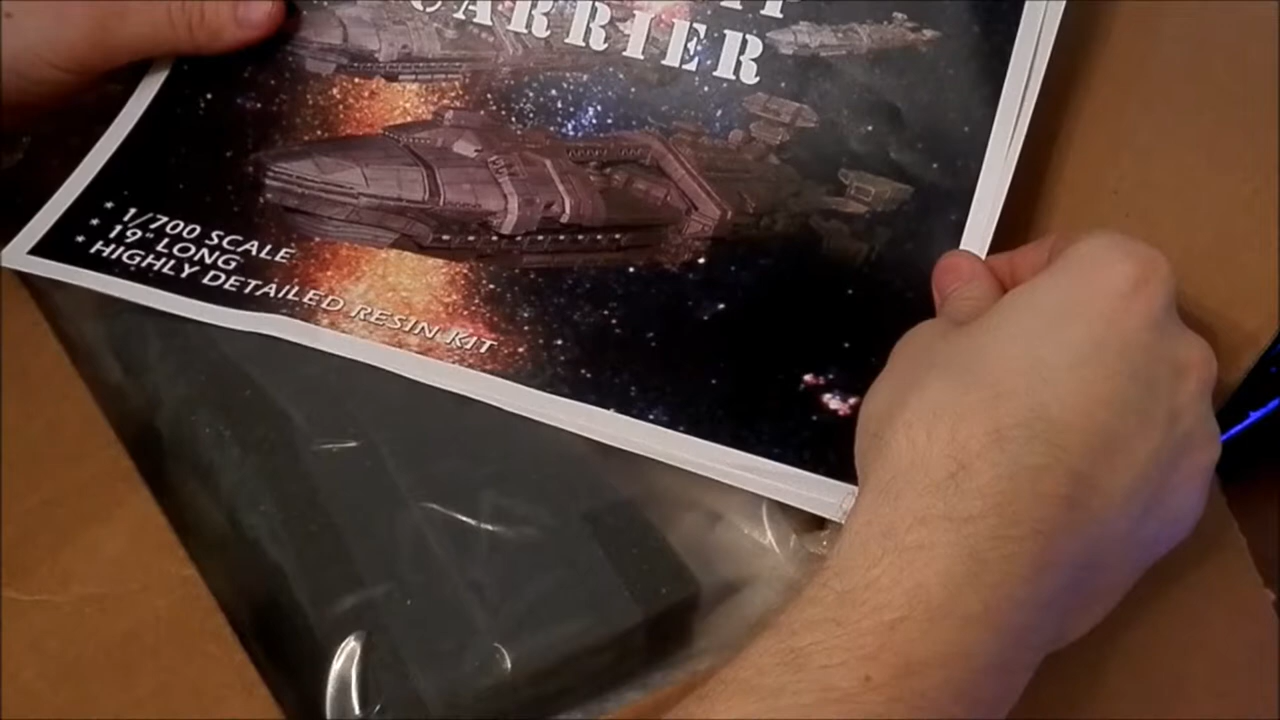 CARRIER
* 1/700 SCALE
* 19" LONG
* HIGHLY DETAILED RESIN KIT